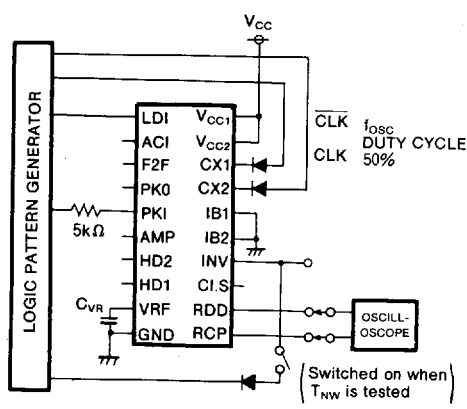 VCC
LOGIC PATTERN GENERATOR
LDI VCC1
ACI VCC2
F2F CX1
PK0 CX2
PKI IB1
AMP IB2
HD2 INV
HD1 CI.S
VRF RDD
GND RCP
5kΩ
CVR
CLK fOSC
DUTY CYCLE
CLK 50%
OSCILL-
OSCOPE
(Switched on when
TNW is tested)